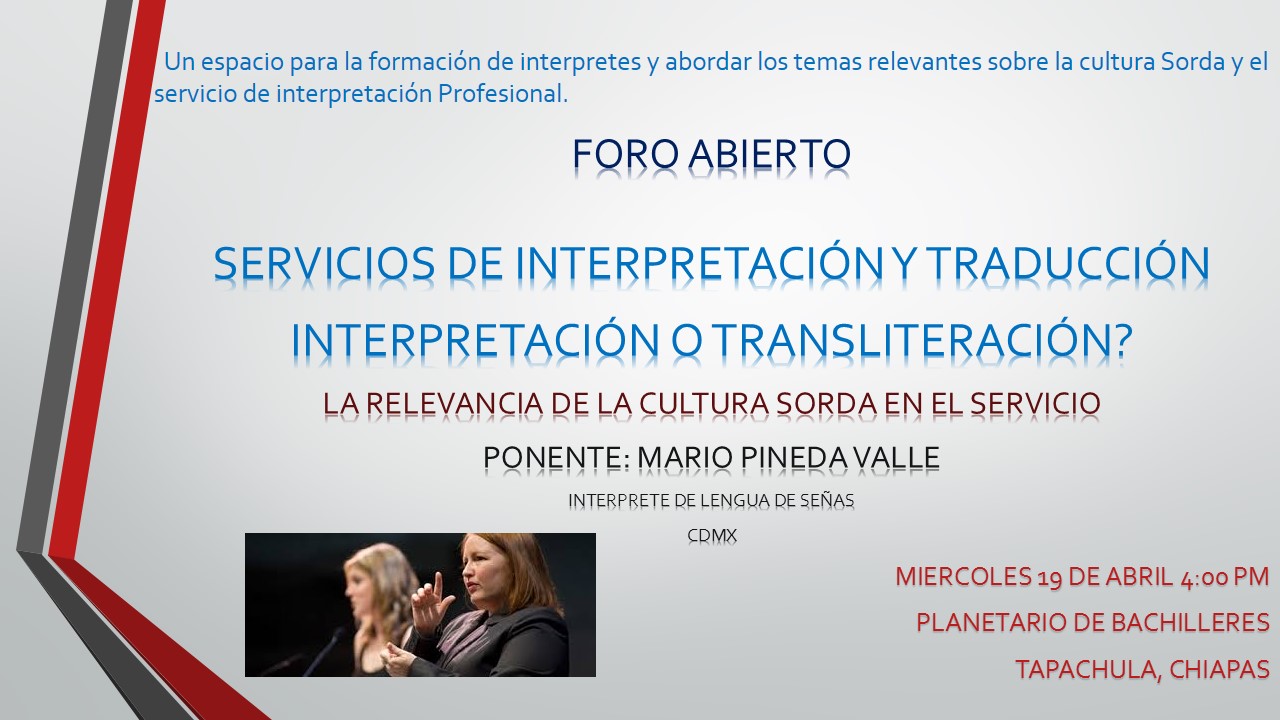 Un espacio para la formación de interpretes y abordar los temas relevantes sobre la cultura Sorda y el
servicio de interpretación Profesional.
FORO ABIERTO
SERVICIOS DE INTERPRETACIÓN Y TRADUCCIÓN
INTERPRETACIÓN O TRANSLITERACIÓN?
LA RELEVANCIA DE LA CULTURA SORDA EN EL SERVICIO
PONENTE: MARIO PINEDA VALLE
INTERPRETE DE LENGUA DE SEÑAS
CDMX
MIERCOLES 19 DE ABRIL 4:00 PM
PLANETARIO DE BACHILLERES
TAPACHULA, CHIAPAS